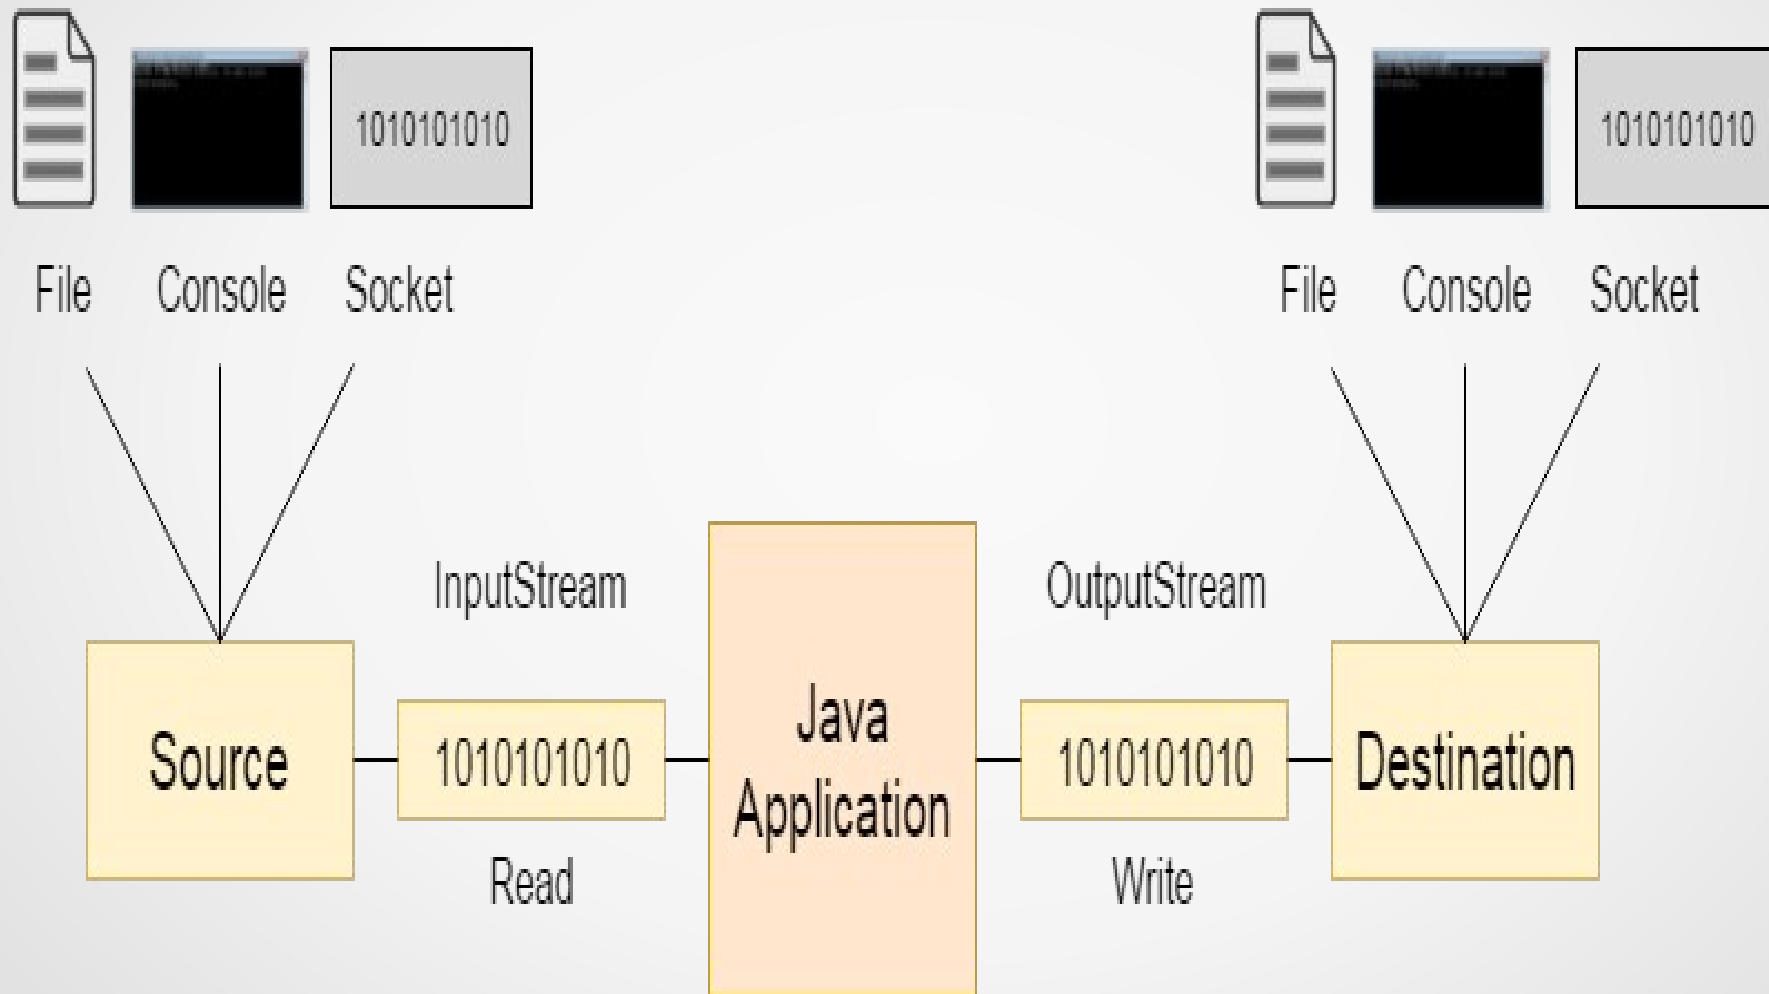 1010101010
1010101010
File Console Socket
File Console Socket
InputStream
OutputStream
Source
1010101010
Java
Application
1010101010
Destination
Read
Write